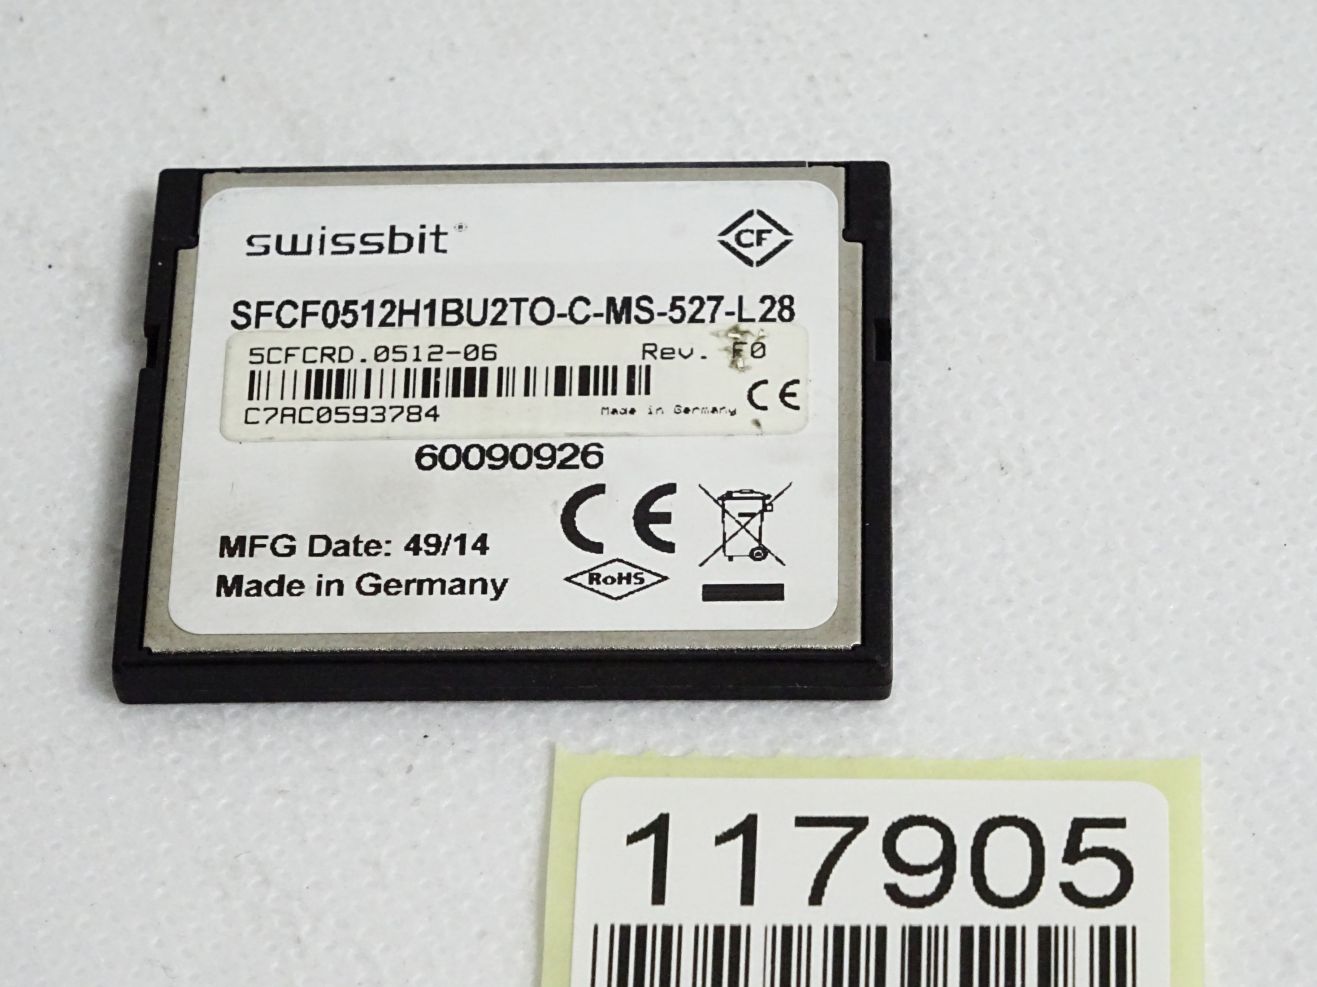 swissbit®
CF
SFCF0512H1BU2TO-C-MS-527-L28
5CFCRD.0512-06 Rev. F0
C7AC0593784 Made in Germany CE
60090926
CE
MFG Date: 49/14
Made in Germany
RoHS
117905